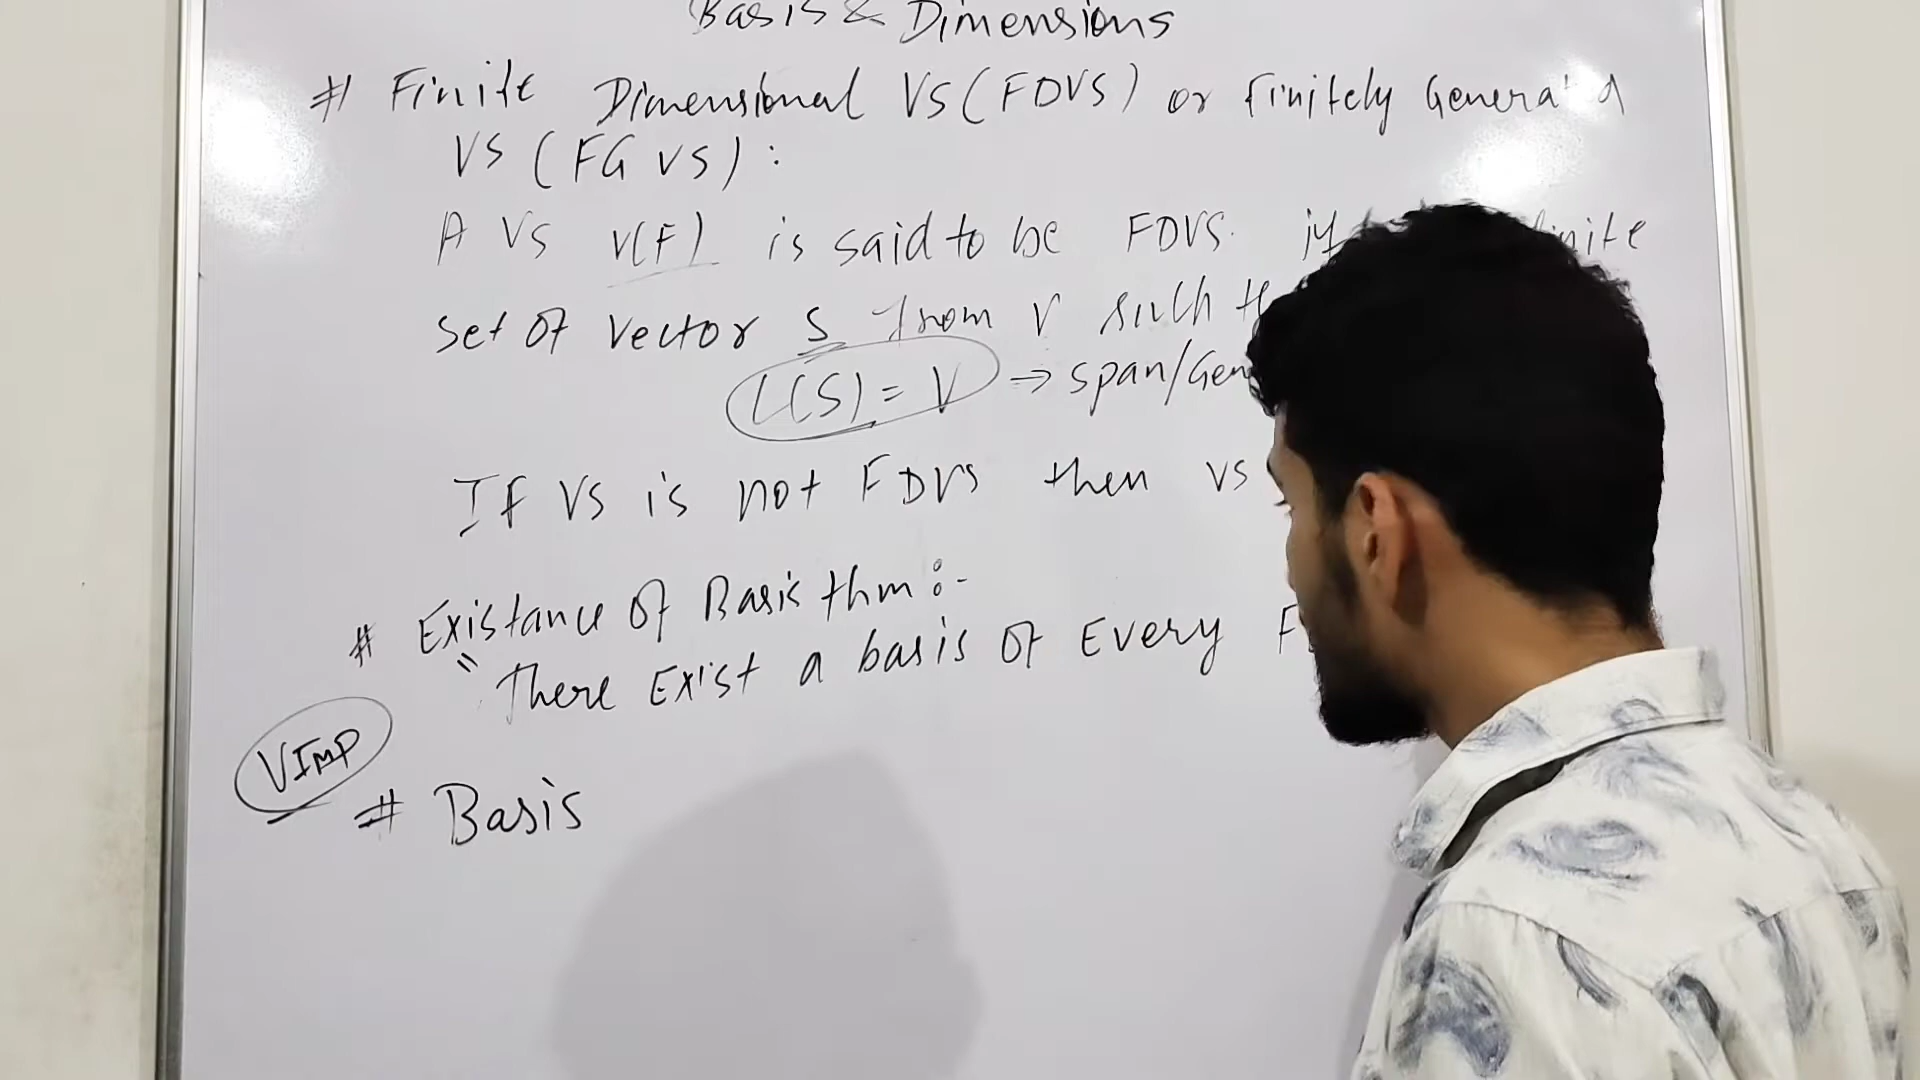 Basis & Dimensions
# Finite Dimensional VS (FDVS) or finitely Generat d
VS (FG VS) :
A VS V(F) is said to be FDVS. if
set of vector S from V such
L(S) = V ⇒ span/Gen
If VS is not FDVS then VS
# Existance of Basis thm :-
" There Exist a basis of Every F
VIMP
# Basis